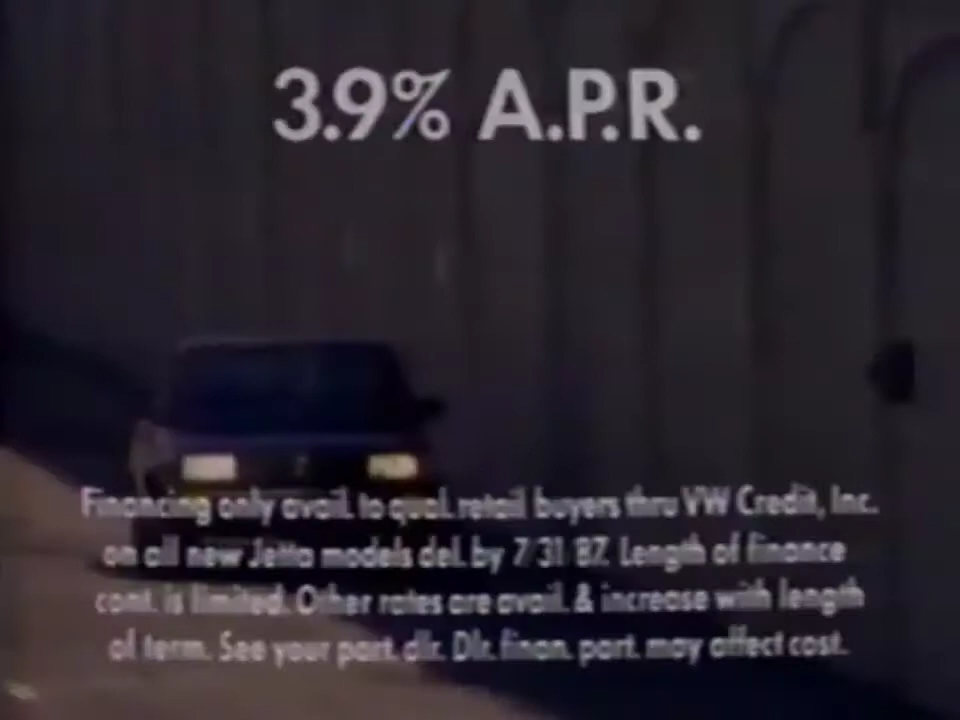 3.9% A.P.R.
Financing only avail. to qual. retail buyers thru VW Credit, Inc.
on all new Jetta models del. by 7/31/87. Length of finance
cont. is limited. Other rates are avail. & increase with length
of term. See your part. dlr. Dlr. finan. part. may affect cost.